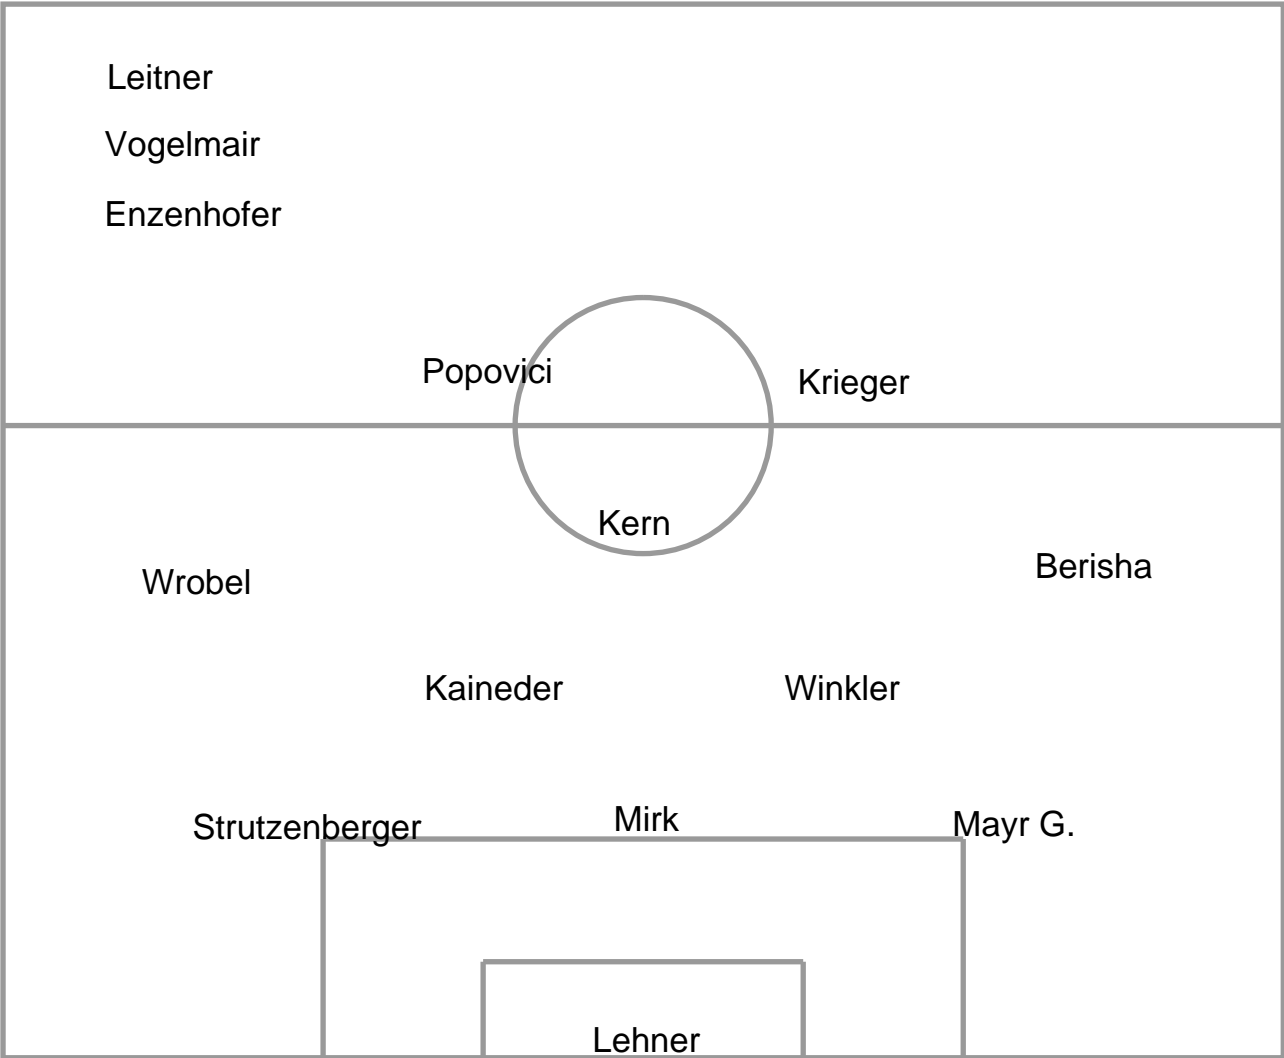 Leitner
Vogelmair
Enzenhofer
Popovici
Krieger
Kern
Berisha
Wrobel
Kaineder
Winkler
Strutzenberger
Mirk
Mayr G.
Lehner